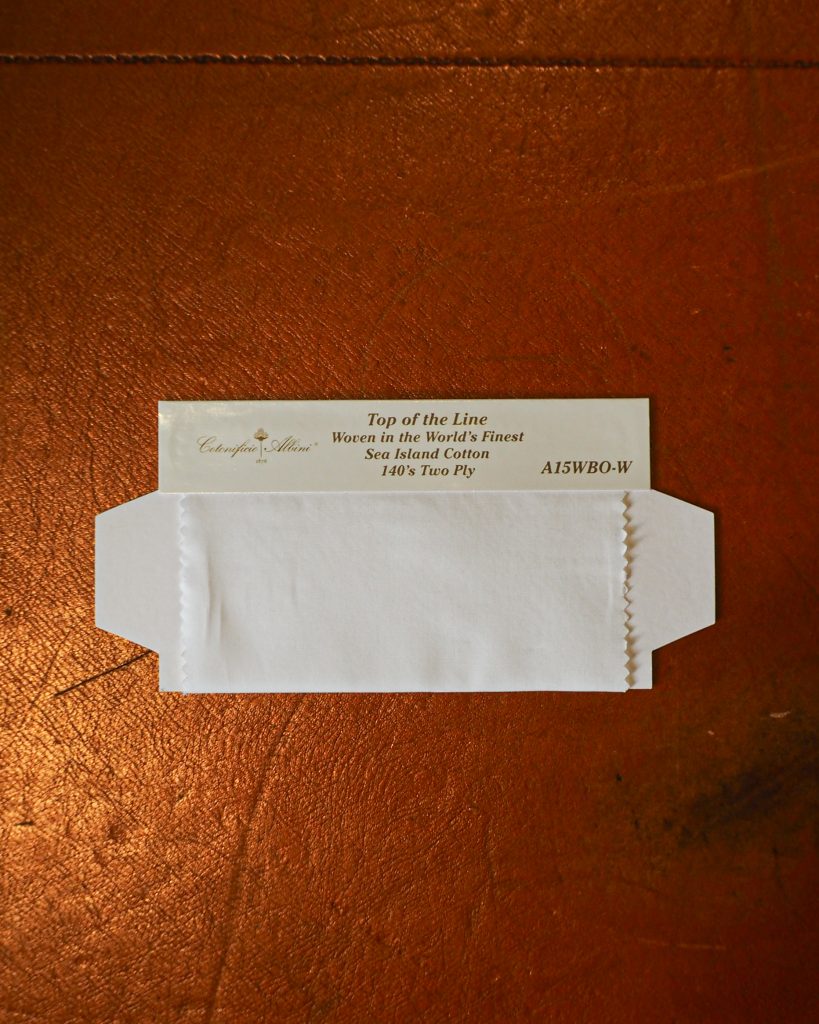 Cotonificio Albini®
1876
Top of the Line
Woven in the World's Finest
Sea Island Cotton
140's Two Ply
A15WBO-W